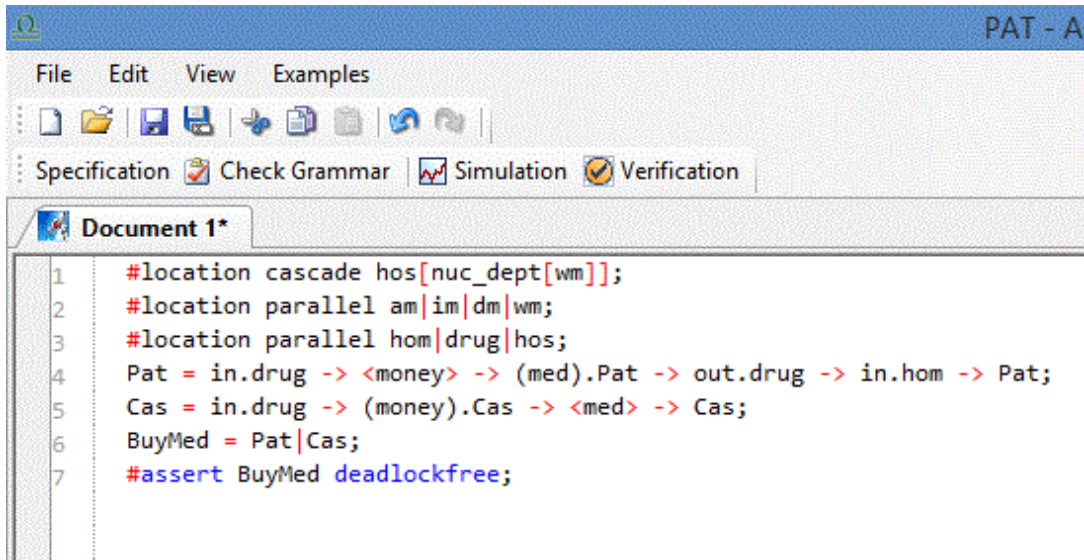 PAT - A
File Edit View Examples
Specification Check Grammar Simulation Verification
Document 1*
1 #location cascade hos[nuc_dept[wm]];
2 #location parallel am|im|dm|wm;
3 #location parallel hom|drug|hos;
4 Pat = in.drug -> <money> -> (med).Pat -> out.drug -> in.hom -> Pat;
5 Cas = in.drug -> (money).Cas -> <med> -> Cas;
6 BuyMed = Pat|Cas;
7 #assert BuyMed deadlockfree;